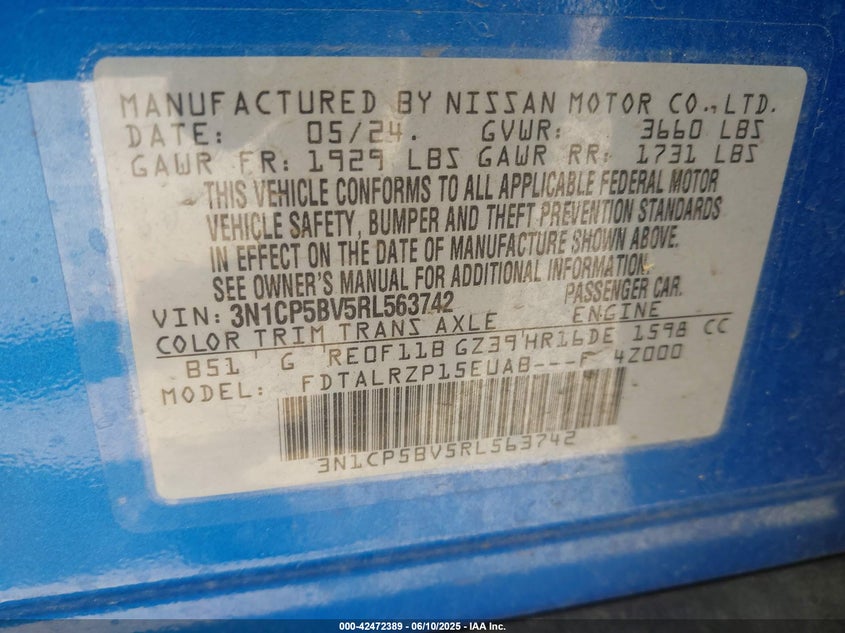 MANUFACTURED BY NISSAN MOTOR CO., LTD.
DATE: 05/24. GVWR: 3660 LBS
GAWR FR: 1929 LBS GAWR RR: 1731 LBS
THIS VEHICLE CONFORMS TO ALL APPLICABLE FEDERAL MOTOR
VEHICLE SAFETY, BUMPER AND THEFT PREVENTION STANDARDS
IN EFFECT ON THE DATE OF MANUFACTURE SHOWN ABOVE.
SEE OWNER'S MANUAL FOR ADDITIONAL INFORMATION.
VIN: 3N1CP5BV5RL563742 PASSENGER CAR.
COLOR TRIM TRANS AXLE ENGINE
B51 G RE0F11B GZ39 HR16DE 1598 CC
MODEL: FDTALRZP15EUAB---F 4Z000
3N1CP5BV5RL563742
000-42472389 - 06/10/2025 - IAA Inc.